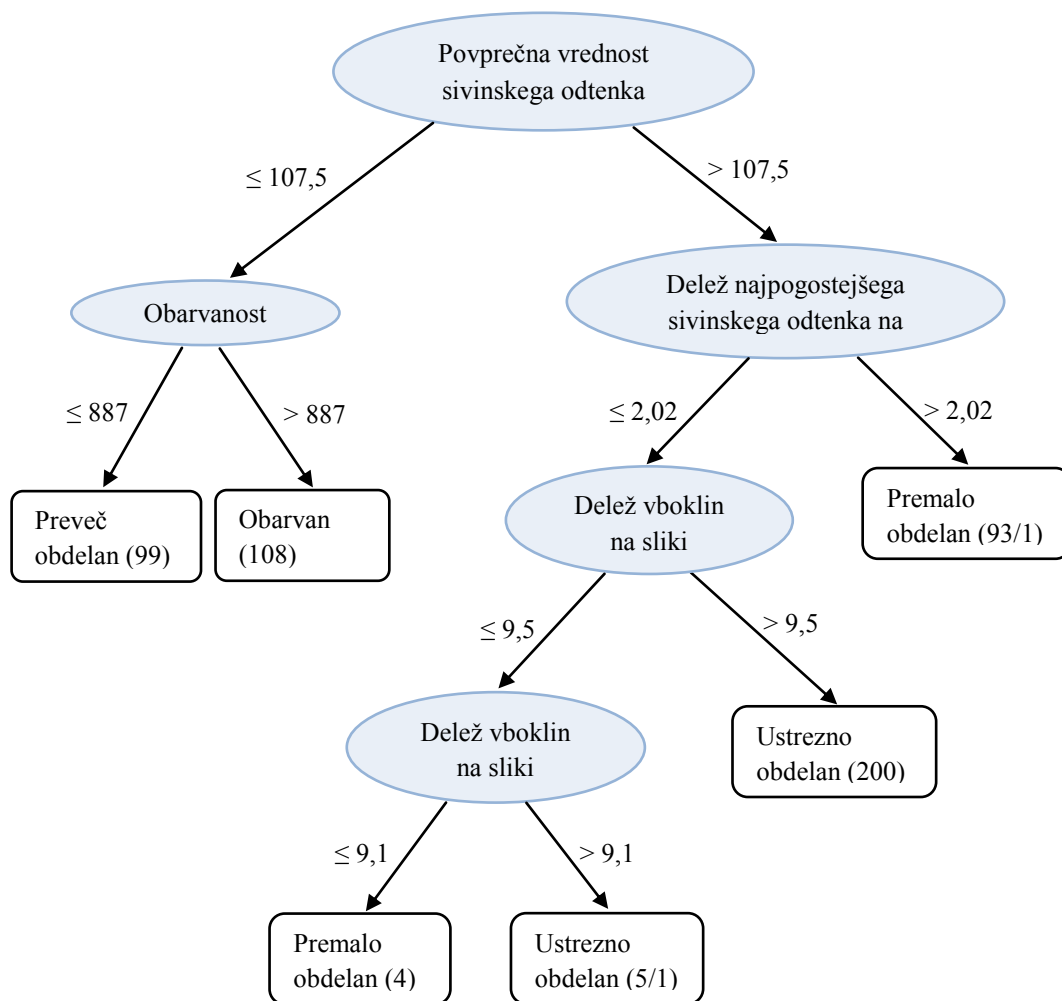 Povprečna vrednost
sivinskega odtenka
≤ 107,5
> 107,5
Obarvanost
Delež najpogostejšega
sivinskega odtenka na
≤ 887
> 887
≤ 2,02
> 2,02
Preveč
obdelan (99)
Obarvan
(108)
Delež vboklin
na sliki
Premalo
obdelan (93/1)
≤ 9,5
> 9,5
Delež vboklin
na sliki
Ustrezno
obdelan (200)
≤ 9,1
> 9,1
Premalo
obdelan (4)
Ustrezno
obdelan (5/1)